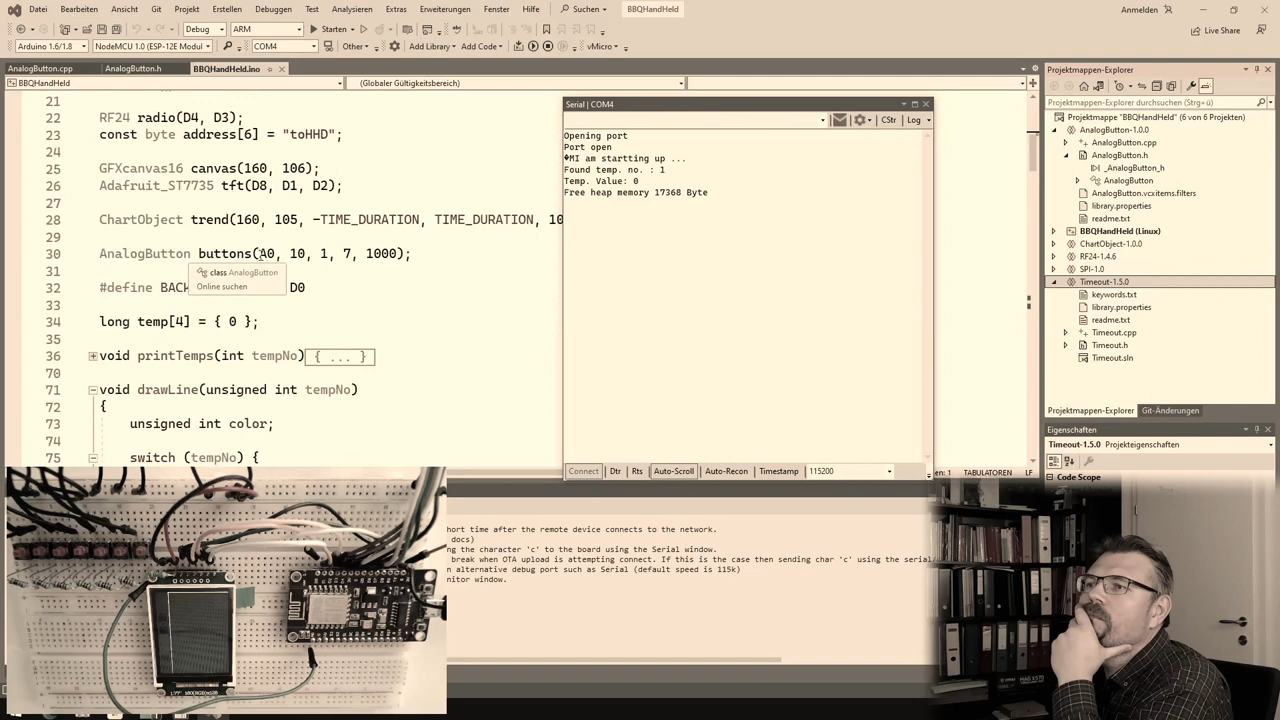 Datei Bearbeiten Ansicht Git Projekt Erstellen Debuggen Test Analysieren Extras Erweiterungen Fenster Hilfe Suchen BBQHandHeld Anmelden
Debug ARM Starten Live Share
Arduino 1.6/1.8 NodeMCU 1.0 (ESP-12E Modul COM4 Other Add Library Add Code vMicro
AnalogButton.cpp AnalogButton.h BBQHandHeld.ino
BBQHandHeld (Globaler Gültigkeitsbereich)
21
22 RF24 radio(D4, D3);
23 const byte address[6] = "toHHD";
24
25 GFXcanvas16 canvas(160, 106);
26 Adafruit_ST7735 tft(D8, D1, D2);
27
28 ChartObject trend(160, 105, -TIME_DURATION, TIME_DURATION, 10
29
30 AnalogButton buttons(A0, 10, 1, 7, 1000);
class AnalogButton
Online suchen
31
32 #define BACK D0
33
34 long temp[4] = { 0 };
35
36 void printTemps(int tempNo) { ... }
70
71 void drawLine(unsigned int tempNo)
72 {
73 unsigned int color;
74
75 switch (tempNo) {
Serial | COM4
CStr Log
Opening port
Port open
�MI am startting up ...
Found temp. no. : 1
Temp. Value: 0
Free heap memory 17368 Byte
Connect Dtr Rts Auto-Scroll Auto-Recon Timestamp 115200
en: 1 TABULATOREN LF
hort time after the remote device connects to the network.
docs)
ng the character 'c' to the board using the Serial window.
break when OTA upload is attempting connect. If this is the case then sending char 'c' using the serial/
n alternative debug port such as Serial (default speed is 115k)
nitor window.
Projektmappen-Explorer
Projektmappen-Explorer durchsuchen (Strg+ü)
Projektmappe "BBQHandHeld" (6 von 6 Projekten)
AnalogButton-1.0.0
AnalogButton.cpp
AnalogButton.h
_AnalogButton_h
AnalogButton
AnalogButton.vcxitems.filters
library.properties
readme.txt
BBQHandHeld (Linux)
ChartObject-1.0.0
RF24-1.4.6
SPI-1.0
Timeout-1.5.0
keywords.txt
library.properties
readme.txt
Timeout.cpp
Timeout.h
Timeout.sln
Projektmappen-Explorer Git-Änderungen
Eigenschaften
Timeout-1.5.0 Projekteigenschaften
Code Scope